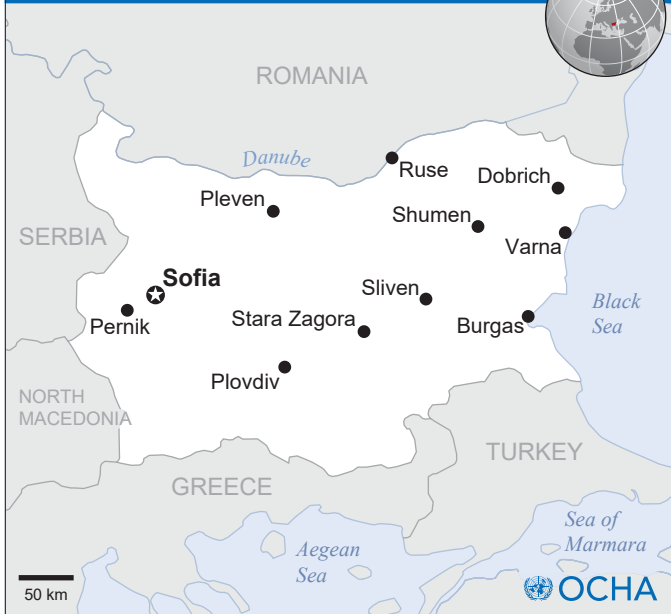 ROMANIA
Danube
Ruse
Dobrich
Pleven
Shumen
SERBIA
Varna
Sofia
Sliven
Black
Sea
Pernik
Stara Zagora
Burgas
Plovdiv
NORTH
MACEDONIA
TURKEY
GREECE
Sea of
Marmara
Aegean
Sea
50 km
OCHA